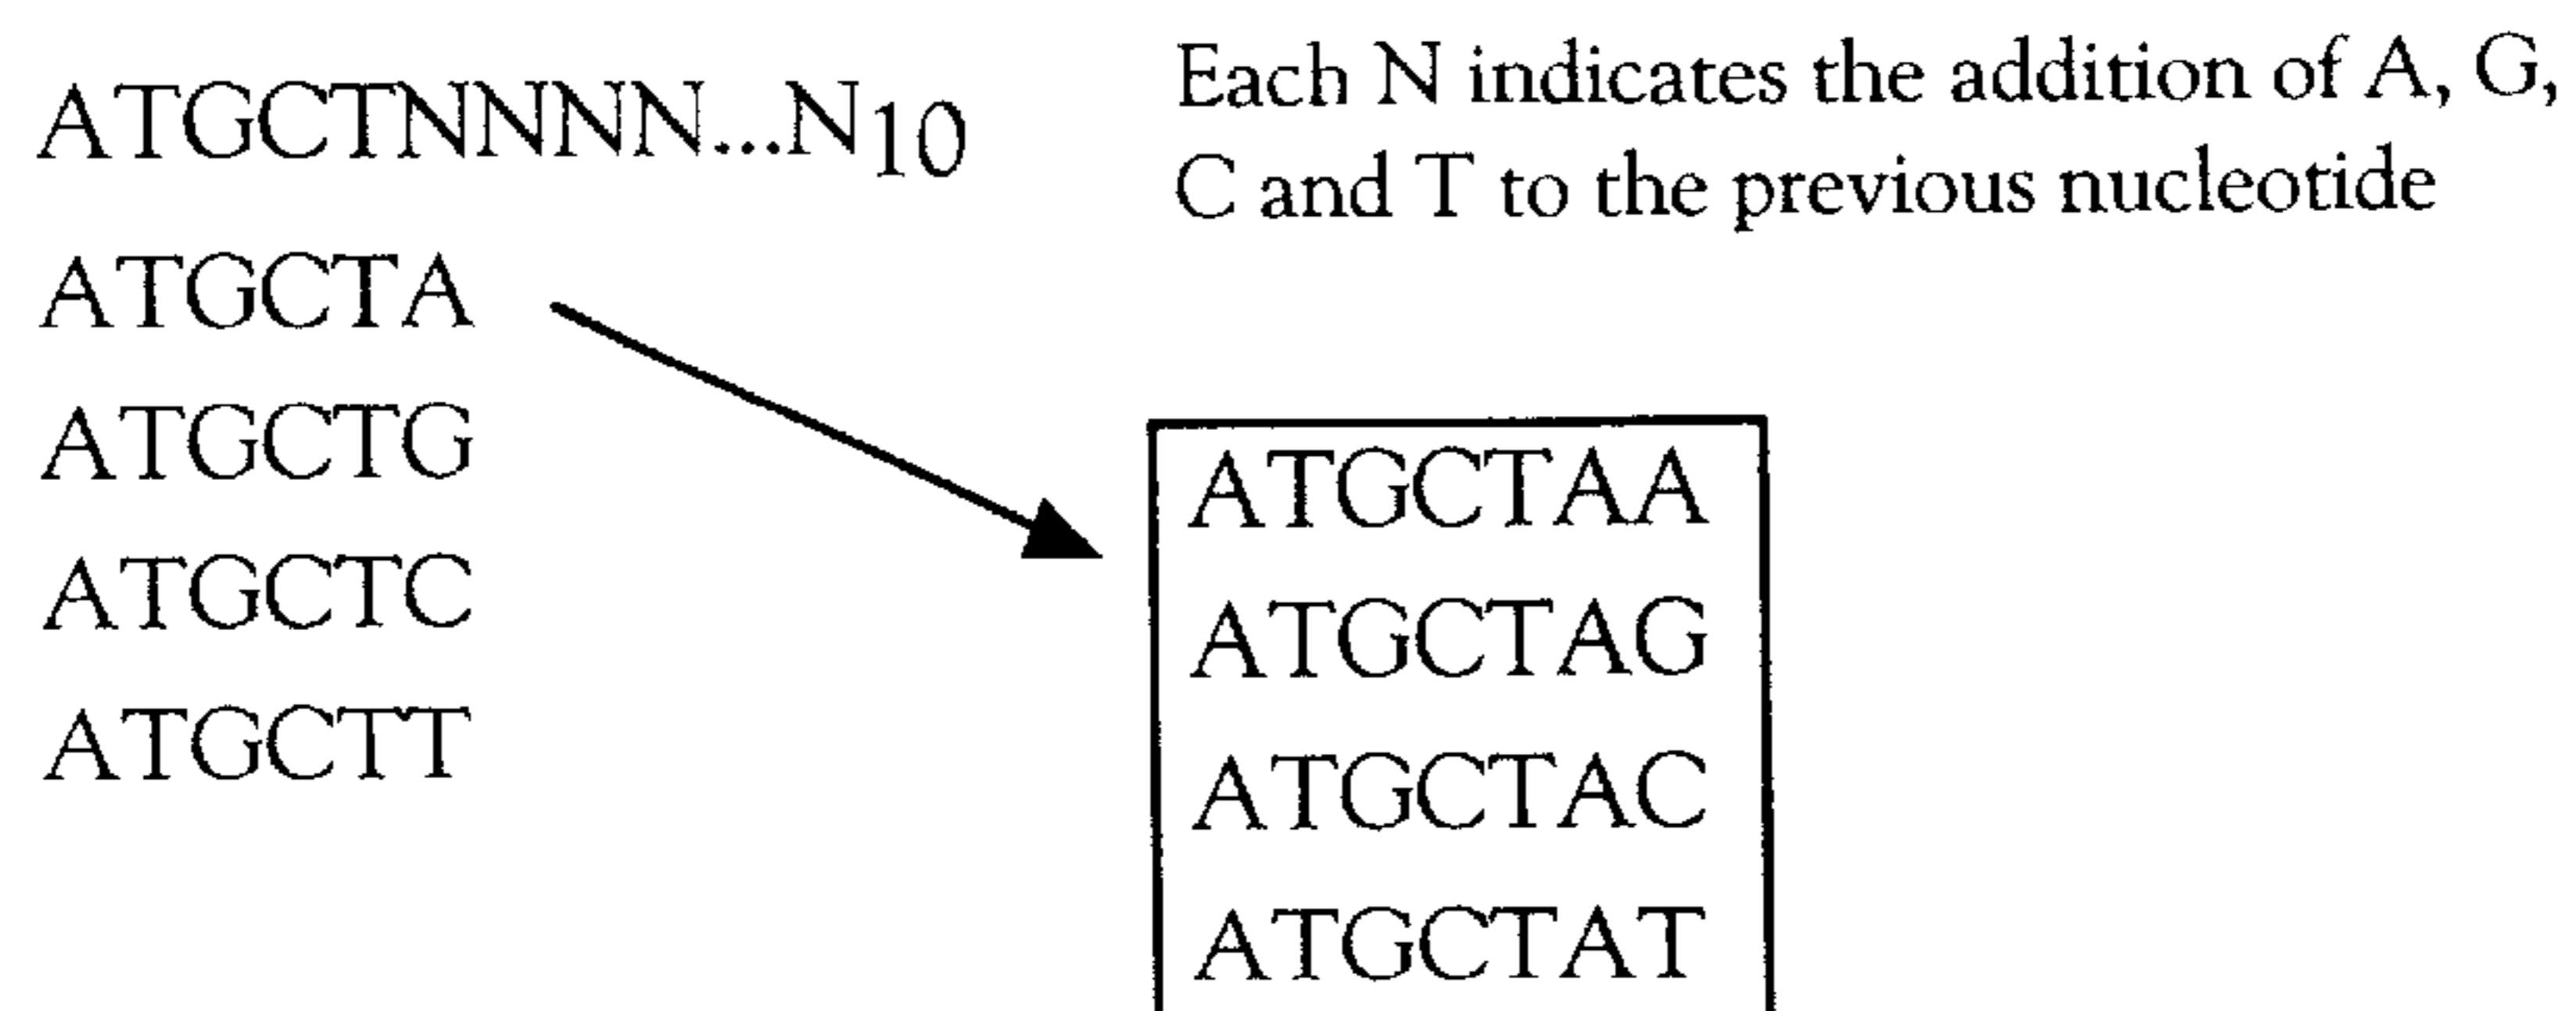 ATGCTNNNN...N10
Each N indicates the addition of A, G,
C and T to the previous nucleotide
ATGCTA
ATGCTG
ATGCTC
ATGCTT
ATGCTAA
ATGCTAG
ATGCTAC
ATGCTAT